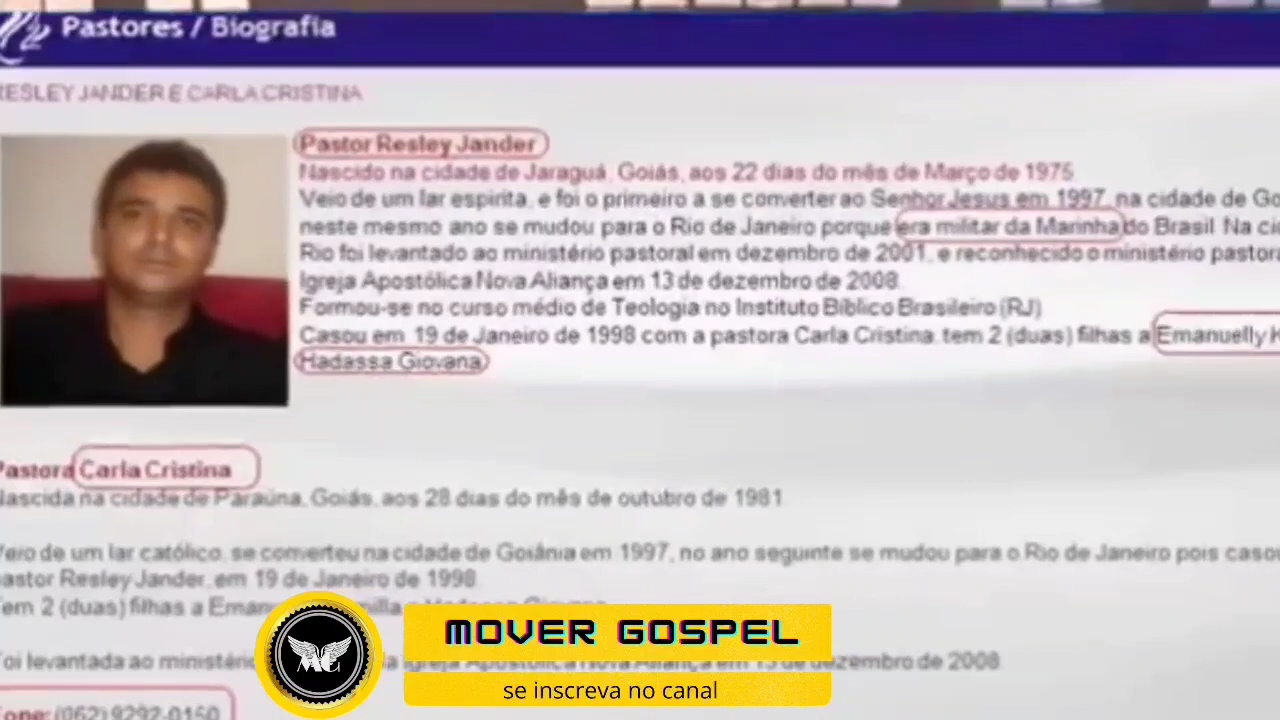 Pastores / Biografia
RESLEY JANDER E CARLA CRISTINA
Pastor Resley Jander
Nascido na cidade de Jaraguá, Goiás, aos 22 dias do mês de Março de 1975
Veio de um lar espirita, e foi o primeiro a se converter ao Senhor Jesus em 1997, na cidade de Go
neste mesmo ano se mudou para o Rio de Janeiro porque era militar da Marinha do Brasil. Na ci
Rio foi levantado ao ministério pastoral em dezembro de 2001, e reconhecido o ministério pastora
Igreja Apostólica Nova Aliança em 13 de dezembro de 2008.
Formou-se no curso médio de Teologia no Instituto Bíblico Brasileiro (RJ)
Casou em 19 de Janeiro de 1998 com a pastora Carla Cristina, tem 2 (duas) filhas a Emanuelly K
Hadassa Giovana.
Pastora Carla Cristina
Nascida na cidade de Paraúna, Goiás, aos 28 dias do mês de outubro de 1981
Veio de um lar católico, se converteu na cidade de Goiânia em 1997, no ano seguinte se mudou para o Rio de Janeiro pois casou
pastor Resley Jander, em 19 de Janeiro de 1998.
Tem 2 (duas) filhas a
Foi levantada ao Igreja Apostólica Nova Aliança em 13 de dezembro de 2008.
Fone: (062) 9292-0150
MG
MOVER GOSPEL
se inscreva no canal